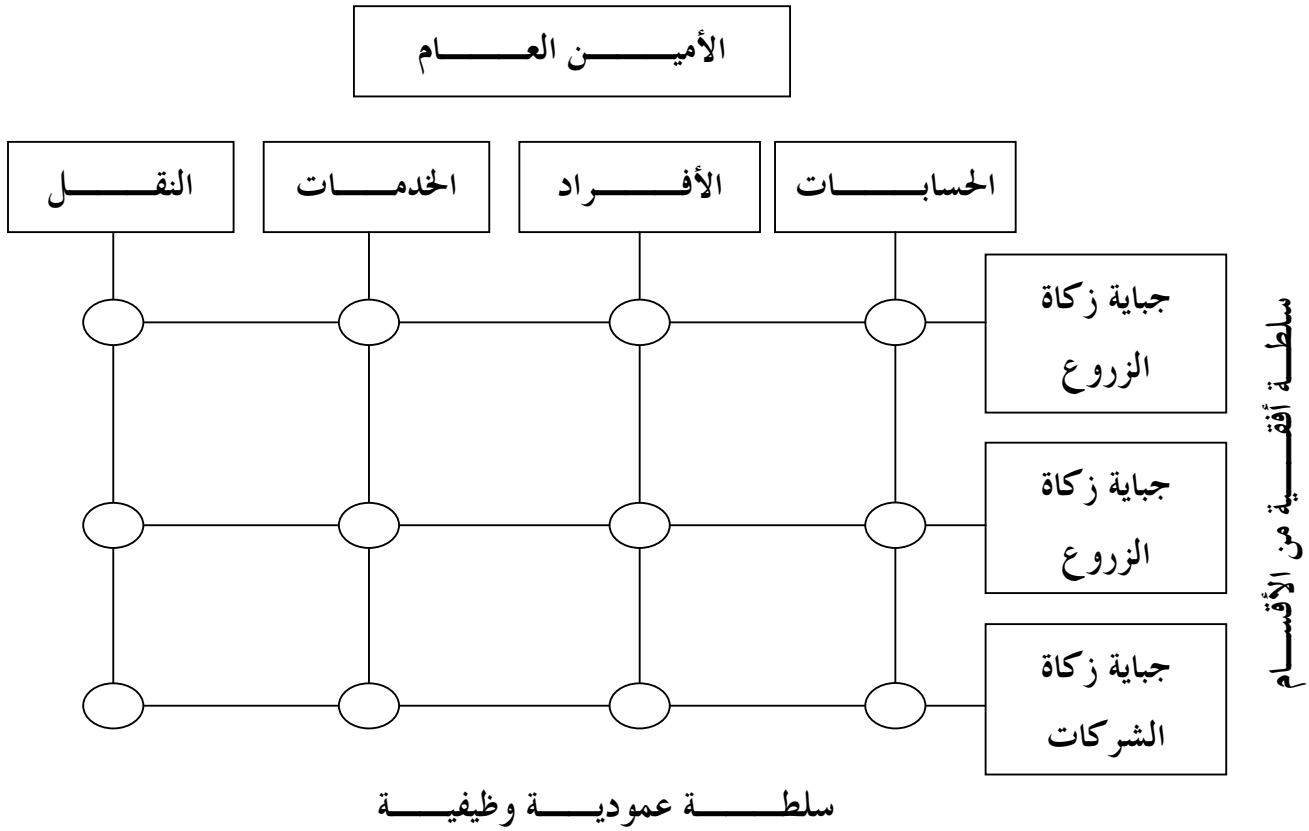 الأمين العام
الحسابات
الأفراد
الخدمات
النقل
جباية زكاة
الزروع
جباية زكاة
الزروع
جباية زكاة
الشركات
سلطة أفقية من الأقسام
سلطة عمودية وظيفية